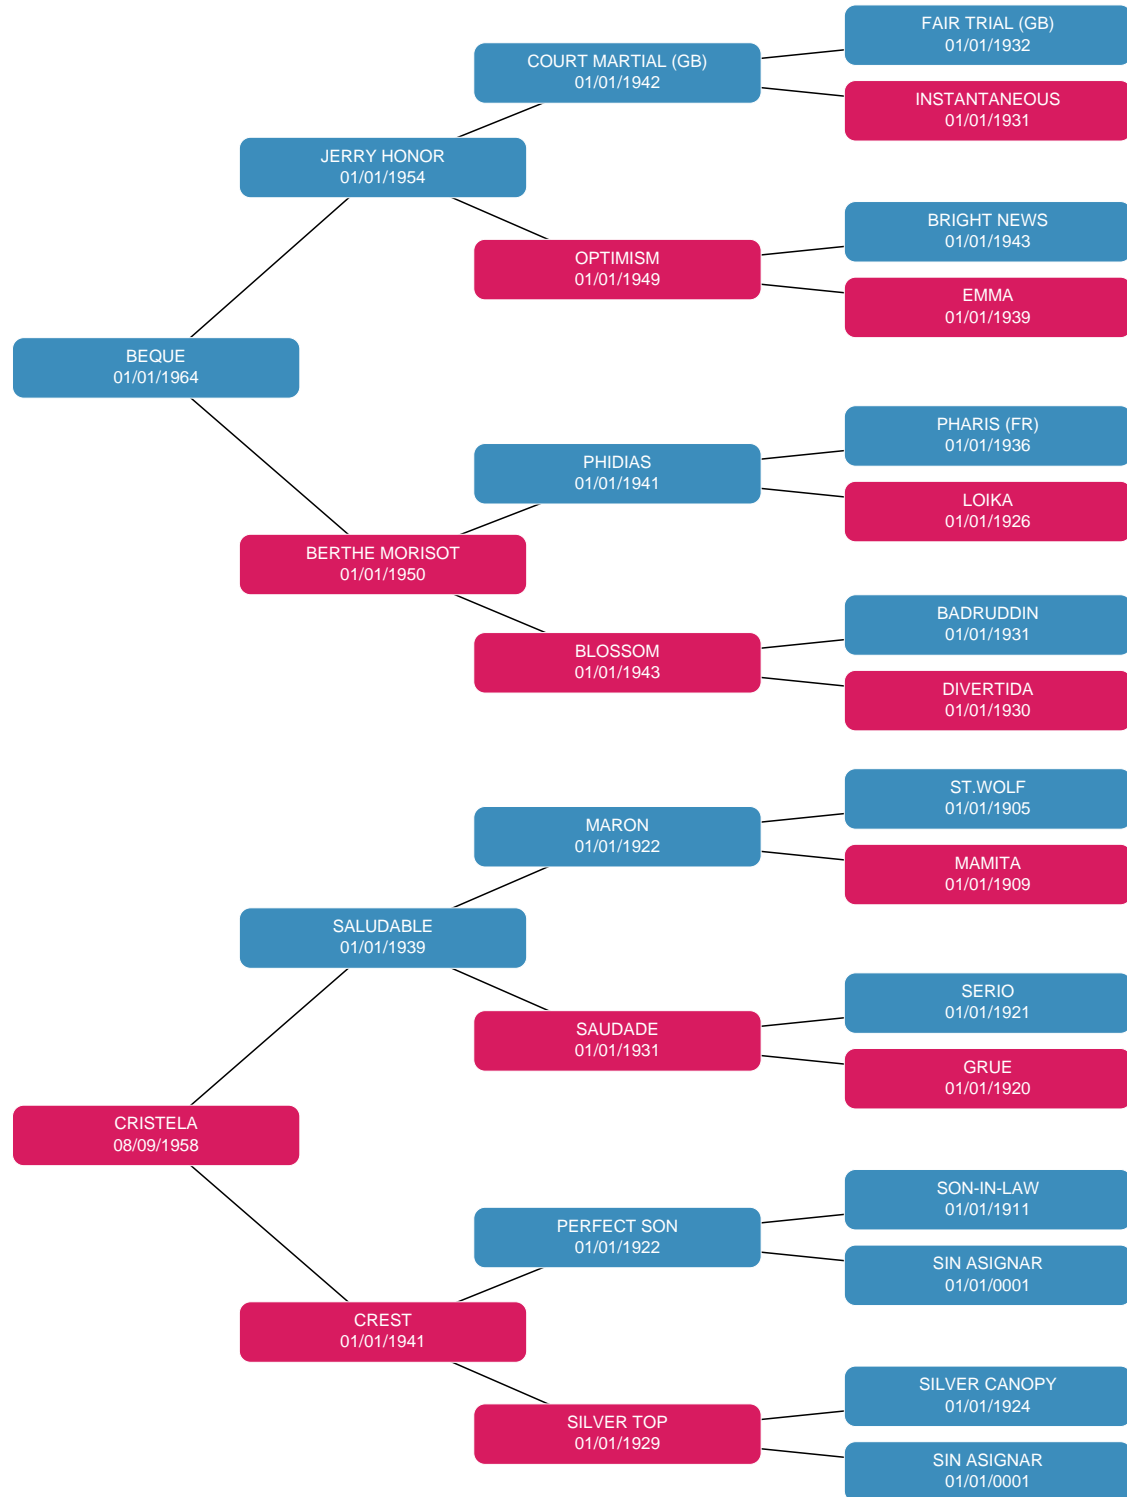 FAIR TRIAL (GB)
01/01/1932
COURT MARTIAL (GB)
01/01/1942
INSTANTANEOUS
01/01/1931
JERRY HONOR
01/01/1954
BRIGHT NEWS
01/01/1943
OPTIMISM
01/01/1949
EMMA
01/01/1939
BEQUE
01/01/1964
PHARIS (FR)
01/01/1936
PHIDIAS
01/01/1941
LOIKA
01/01/1926
BERTHE MORISOT
01/01/1950
BADRUDDIN
01/01/1931
BLOSSOM
01/01/1943
DIVERTIDA
01/01/1930
ST.WOLF
01/01/1905
MARON
01/01/1922
MAMITA
01/01/1909
SALUDABLE
01/01/1939
SERIO
01/01/1921
SAUDADE
01/01/1931
GRUE
01/01/1920
CRISTELA
08/09/1958
SON-IN-LAW
01/01/1911
PERFECT SON
01/01/1922
SIN ASIGNAR
01/01/0001
CREST
01/01/1941
SILVER CANOPY
01/01/1924
SILVER TOP
01/01/1929
SIN ASIGNAR
01/01/0001